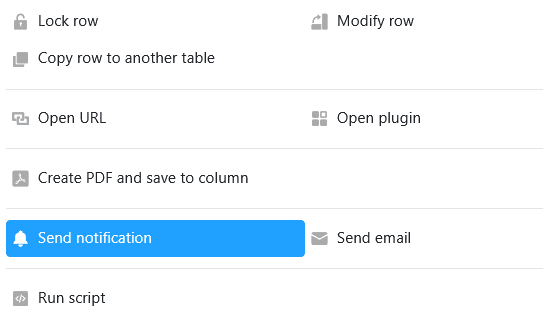 Lock row
Modify row
Copy row to another table
Open URL
Open plugin
Create PDF and save to column
Send notification
Send email
Run script